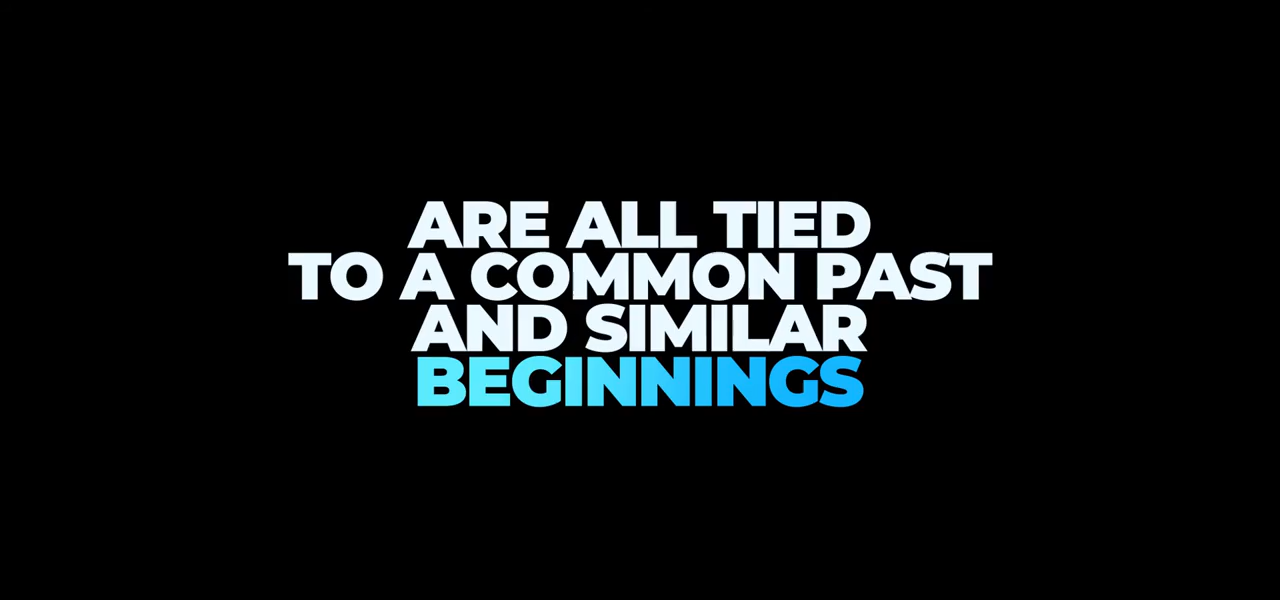 ARE ALL TIED
TO A COMMON PAST
AND SIMILAR
BEGINNINGS